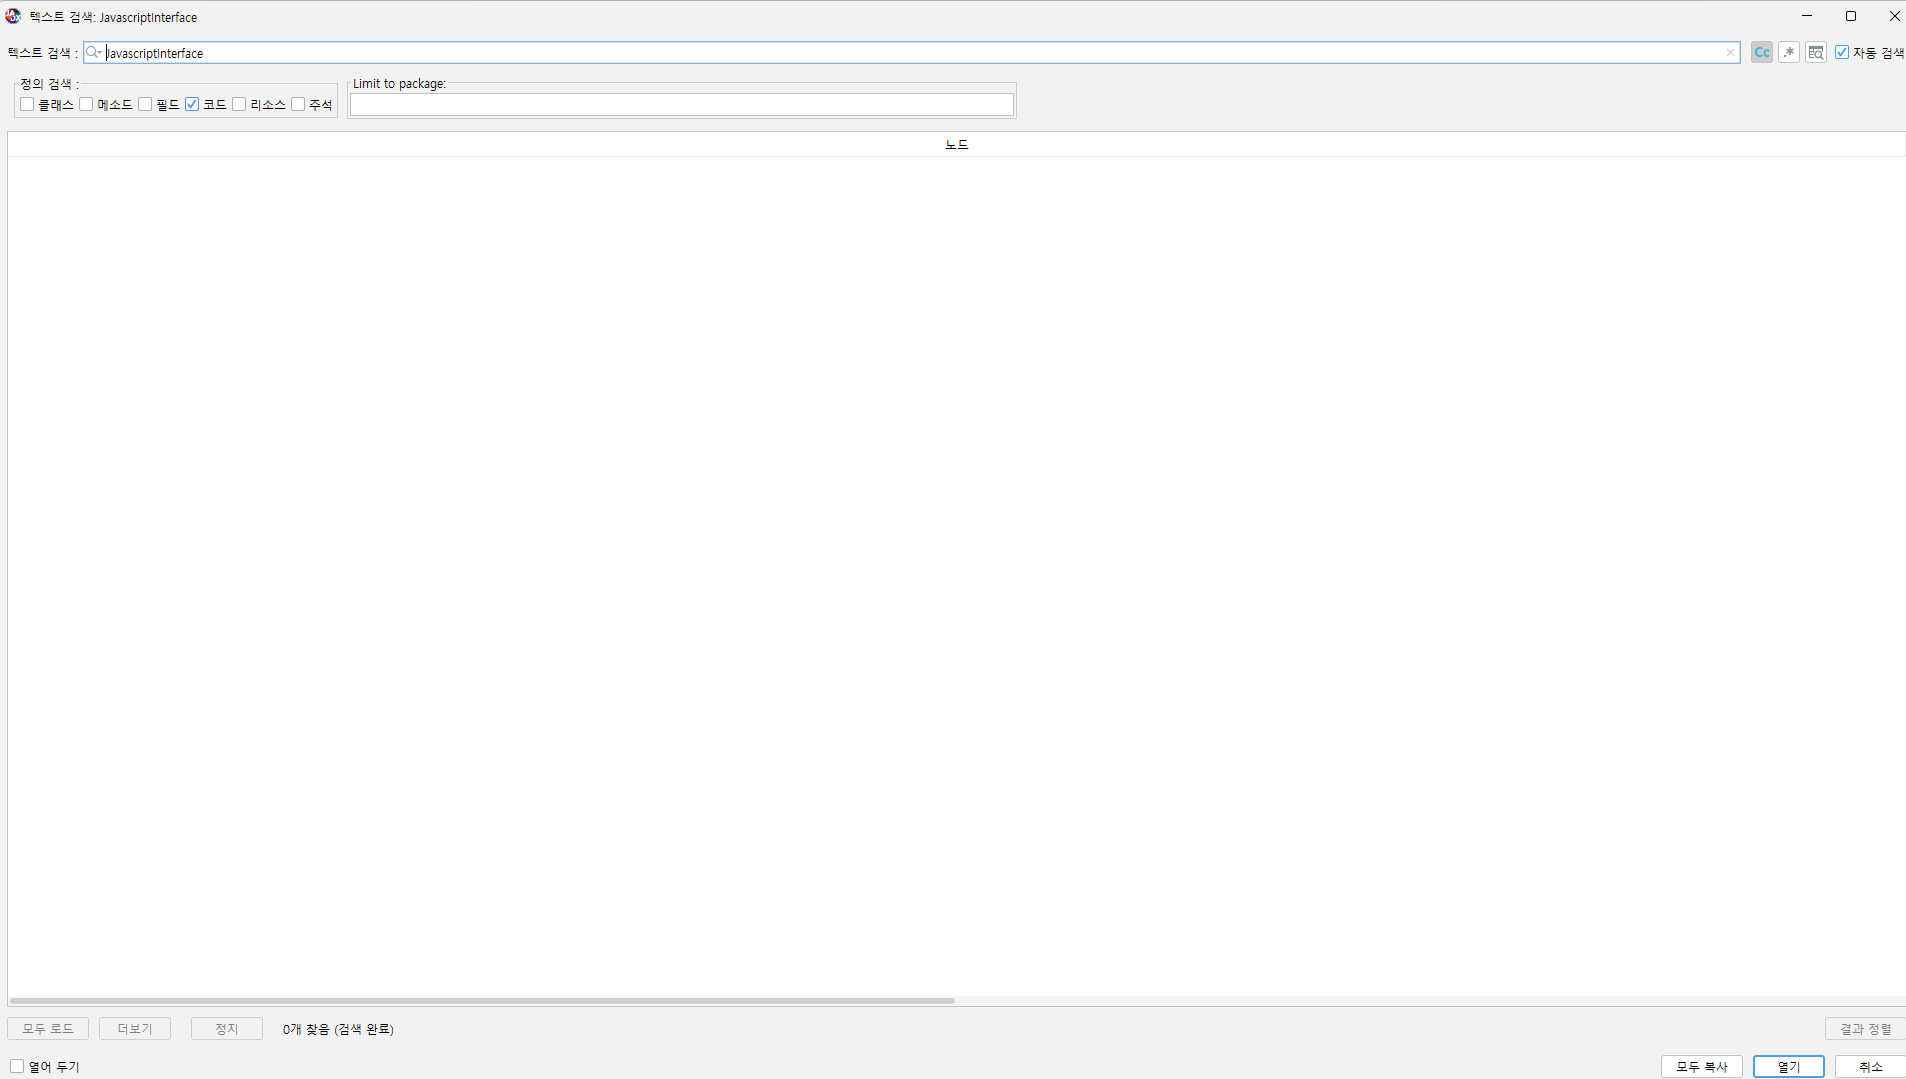 텍스트 검색: JavascriptInterface
텍스트 검색 : JavascriptInterface Cc .* 자동 검색
정의 검색 : Limit to package:
클래스 메소드 필드 코드 리소스 주석
노드
모두 로드 더보기 정지 0개 찾음 (검색 완료) 결과 정렬
열어 두기 모두 복사 열기 취소